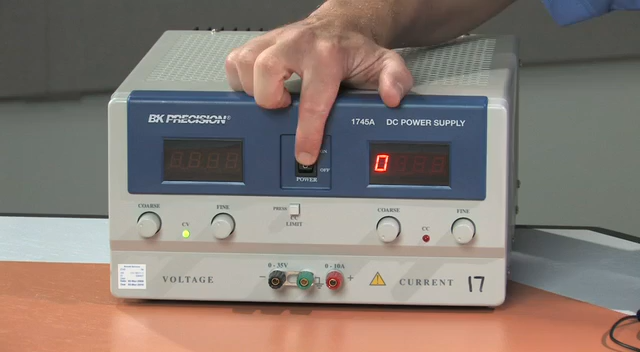 BK PRECISION®
1745A DC POWER SUPPLY
0
OFF
POWER
COARSE
FINE
PRESS
CC
LIMIT
COARSE
FINE
CV
CC
0-35V
0-10A
VOLTAGE
- +
CURRENT
17